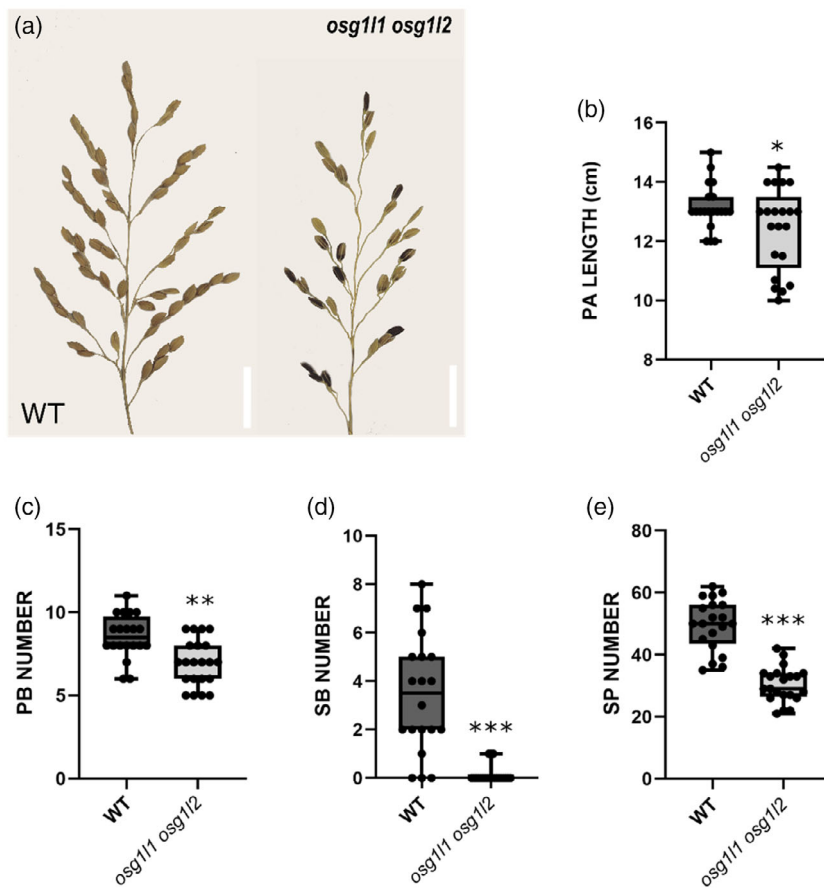 (a)
osg1l1 osg1l2
WT
(b)
PA LENGTH (cm)
16
14
12
10
8
*
WT
osg1l1 osg1l2
(c)
PB NUMBER
15
10
5
0
**
WT
osg1l1 osg1l2
(d)
SB NUMBER
10
8
6
4
2
0
***
WT
osg1l1 osg1l2
(e)
SP NUMBER
80
60
40
20
0
***
WT
osg1l1 osg1l2